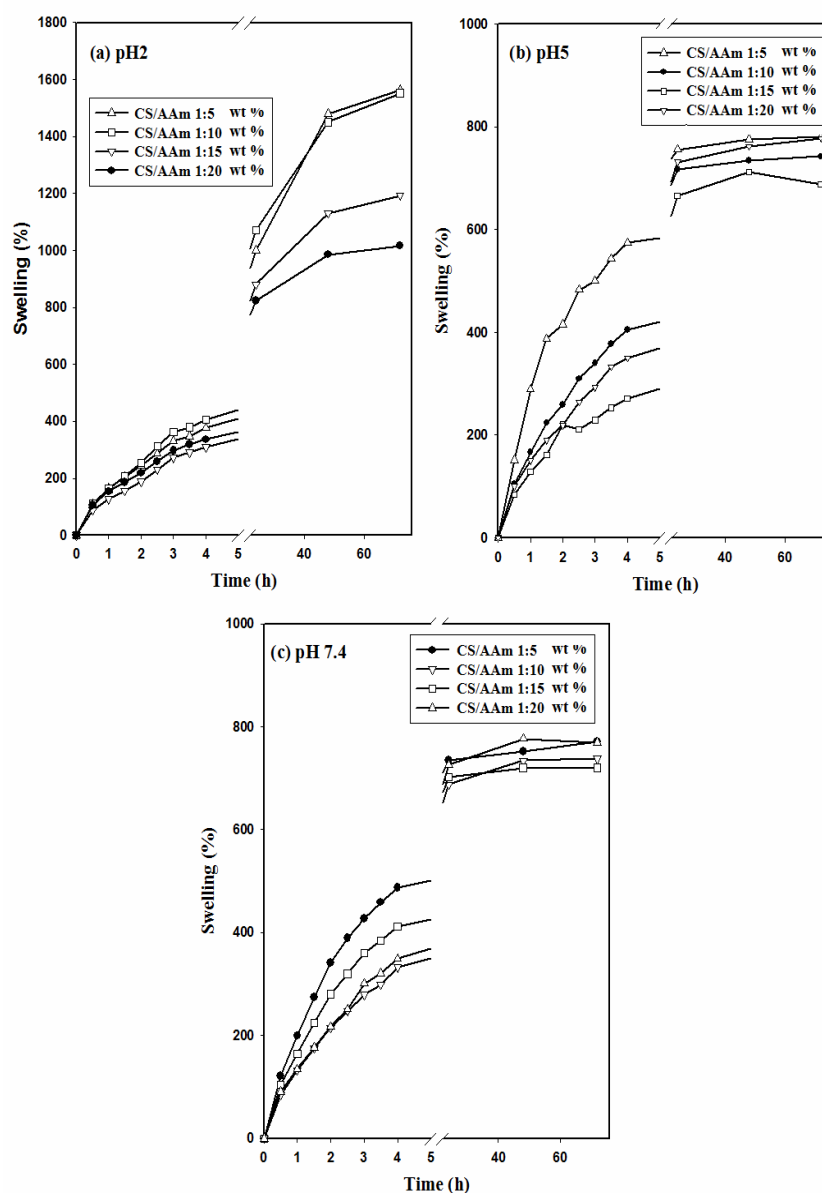 (a) pH2
CS/AAm 1:5 wt %
CS/AAm 1:10 wt %
CS/AAm 1:15 wt %
CS/AAm 1:20 wt %
Swelling (%)
1800
1600
1400
1200
1000
800
600
400
200
0
0 1 2 3 4 5 40 60
Time (h)
(b) pH5
CS/AAm 1:5 wt %
CS/AAm 1:10 wt %
CS/AAm 1:15 wt %
CS/AAm 1:20 wt %
Swelling (%)
1000
800
600
400
200
0
0 1 2 3 4 5 40 60
Time (h)
(c) pH 7.4
CS/AAm 1:5 wt %
CS/AAm 1:10 wt %
CS/AAm 1:15 wt %
CS/AAm 1:20 wt %
Swelling (%)
1000
800
600
400
200
0
0 1 2 3 4 5 40 60
Time (h)